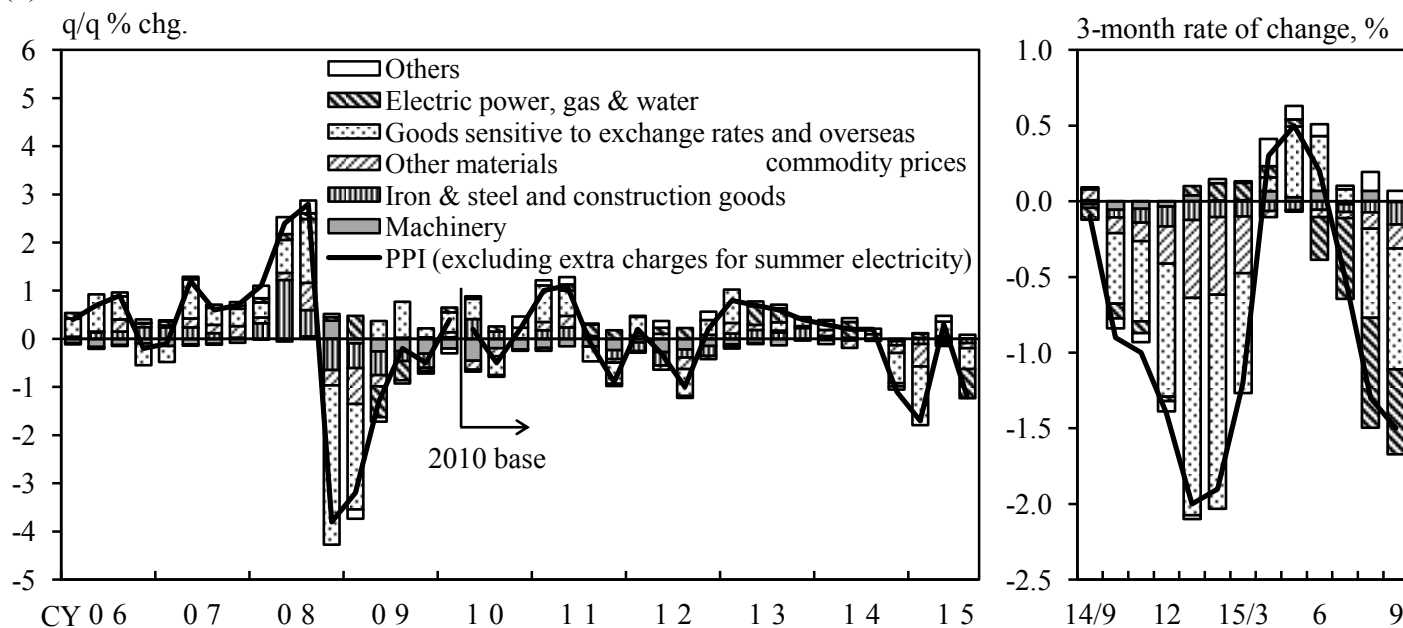 q/q % chg.
6
5
4
3
2
1
0
-1
-2
-3
-4
-5
Others
Electric power, gas & water
Goods sensitive to exchange rates and overseas
commodity prices
Other materials
Iron & steel and construction goods
Machinery
PPI (excluding extra charges for summer electricity)
2010 base
CY 0 6 0 7 0 8 0 9 1 0 1 1 1 2 1 3 1 4 1 5
3-month rate of change, %
1.0
0.5
0.0
-0.5
-1.0
-1.5
-2.0
-2.5
14/9 12 15/3 6 9